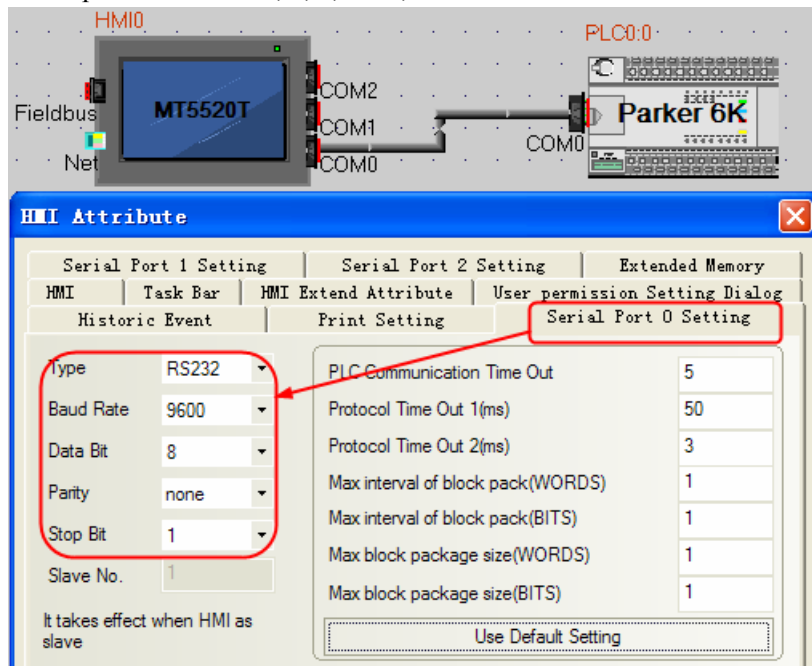 HMI0
PLC0:0
COM2
Fieldbus
MT5520T
Parker 6K
COM1
COM0
Net
COM0
HMI Attribute
Serial Port 1 Setting
Serial Port 2 Setting
Extended Memory
HMI
Task Bar
HMI Extend Attribute
User permission Setting Dialog
Historic Event
Print Setting
Serial Port 0 Setting
Type RS232
Baud Rate 9600
Data Bit 8
Parity none
Stop Bit 1
Slave No. 1
It takes effect when HMI as
slave
PLC Communication Time Out 5
Protocol Time Out 1(ms) 50
Protocol Time Out 2(ms) 3
Max interval of block pack(WORDS) 1
Max interval of block pack(BITS) 1
Max block package size(WORDS) 1
Max block package size(BITS) 1
Use Default Setting